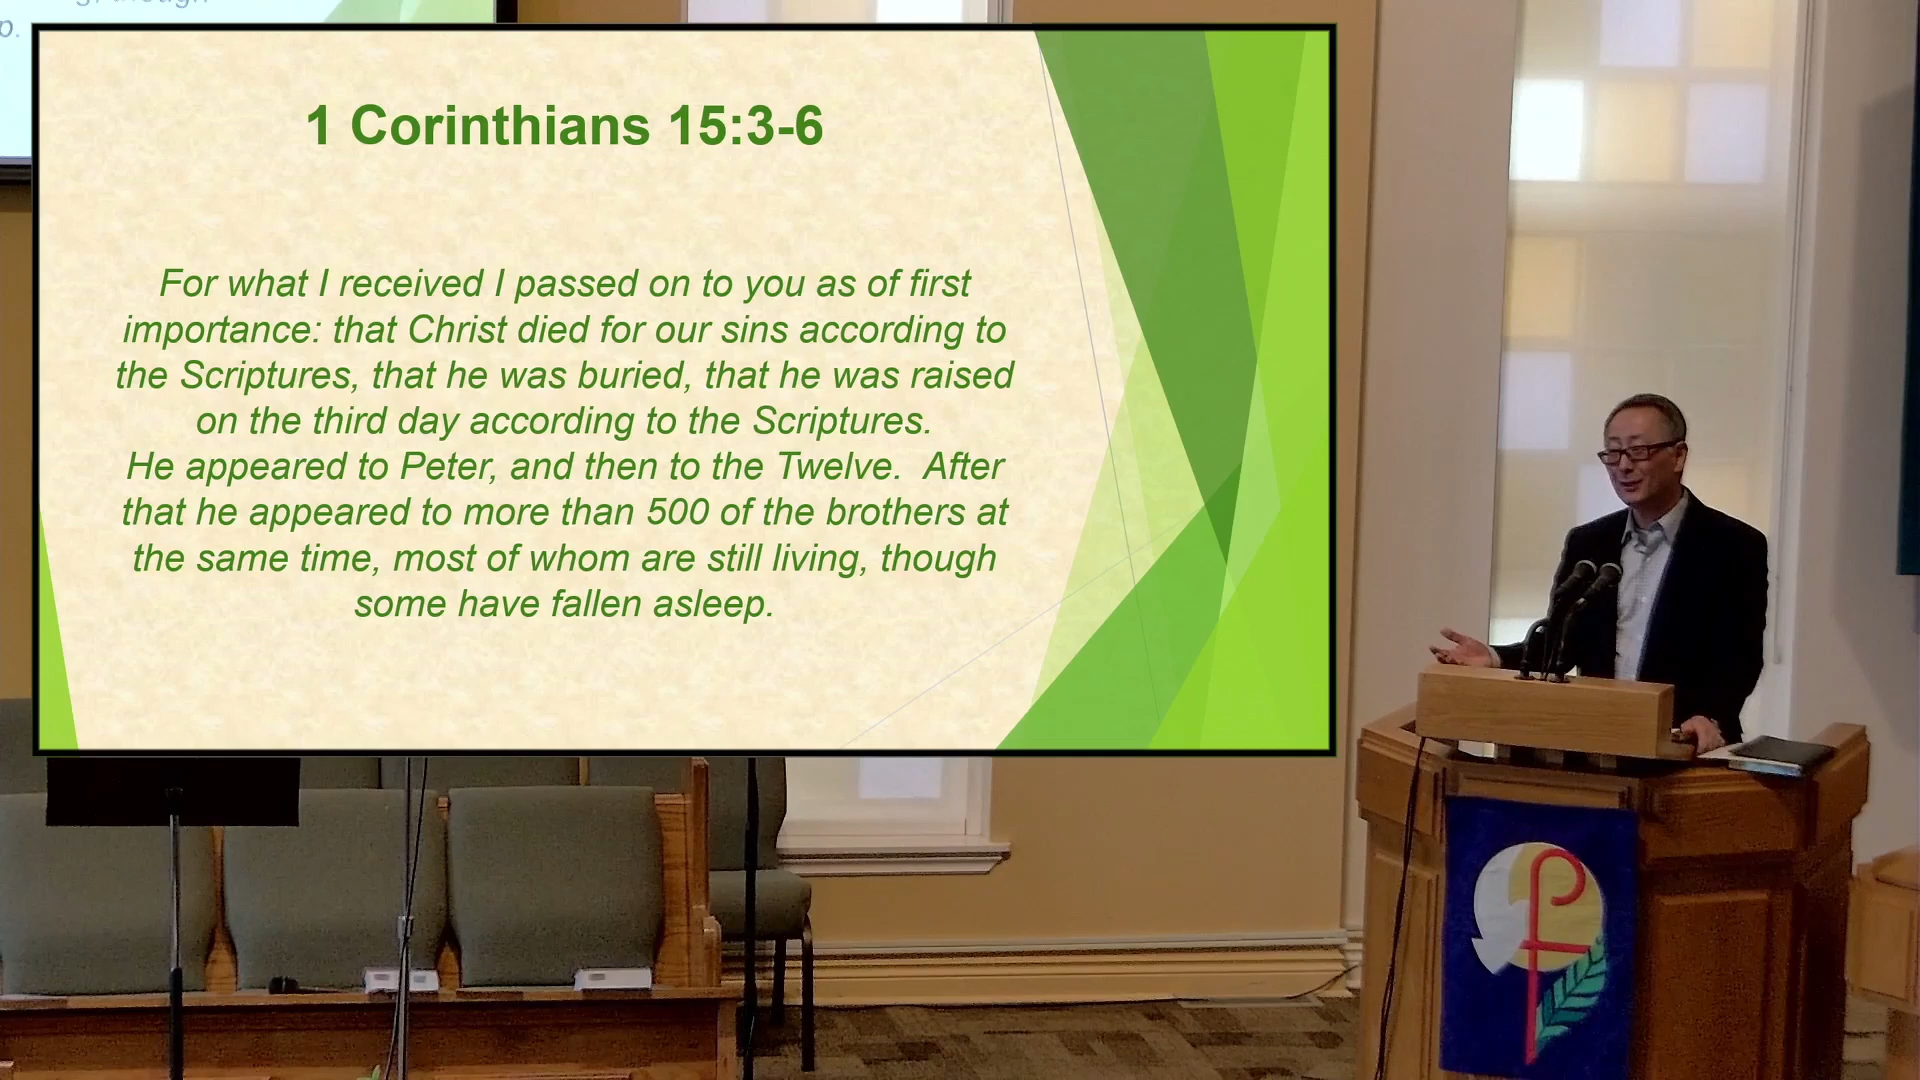 though
p.
1 Corinthians 15:3-6
For what I received I passed on to you as of first
importance: that Christ died for our sins according to
the Scriptures, that he was buried, that he was raised
on the third day according to the Scriptures.
He appeared to Peter, and then to the Twelve.  After
that he appeared to more than 500 of the brothers at
the same time, most of whom are still living, though
some have fallen asleep.